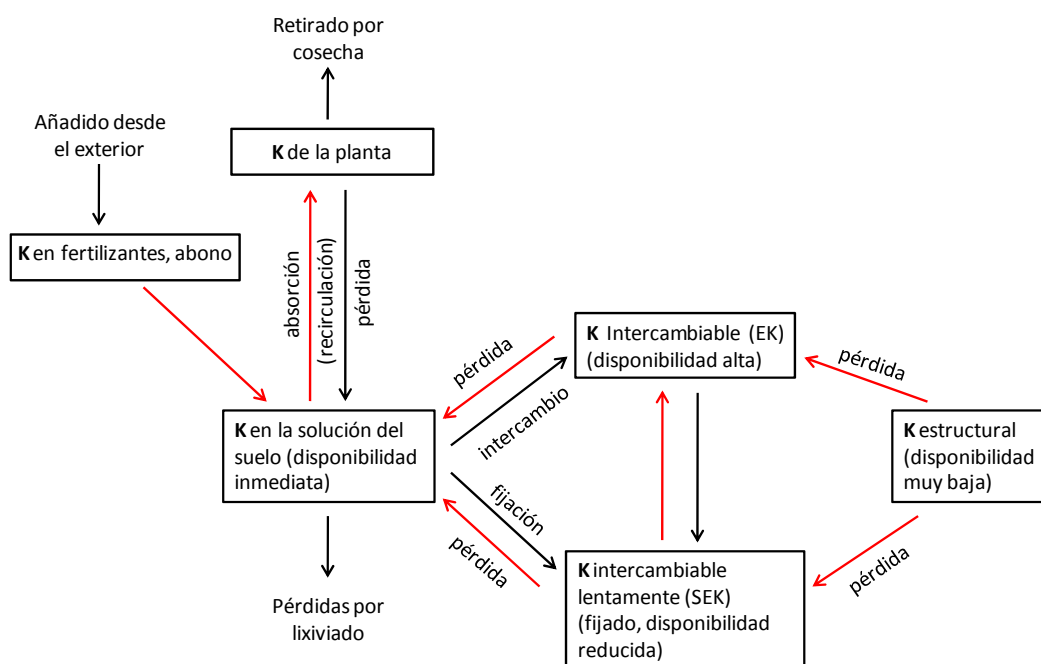 Retirado por
cosecha
Añadido desde
el exterior
K de la planta
K en fertilizantes, abono
absorción
(recirculación)
pérdida
K Intercambiable (EK)
(disponibilidad alta)
pérdida
intercambio
pérdida
K en la solución del
suelo (disponibilidad
inmediata)
K estructural
(disponibilidad
muy baja)
fijación
pérdida
pérdida
K intercambiable
lentamente (SEK)
(fijado, disponibilidad
reducida)
Pérdidas por
lixiviado